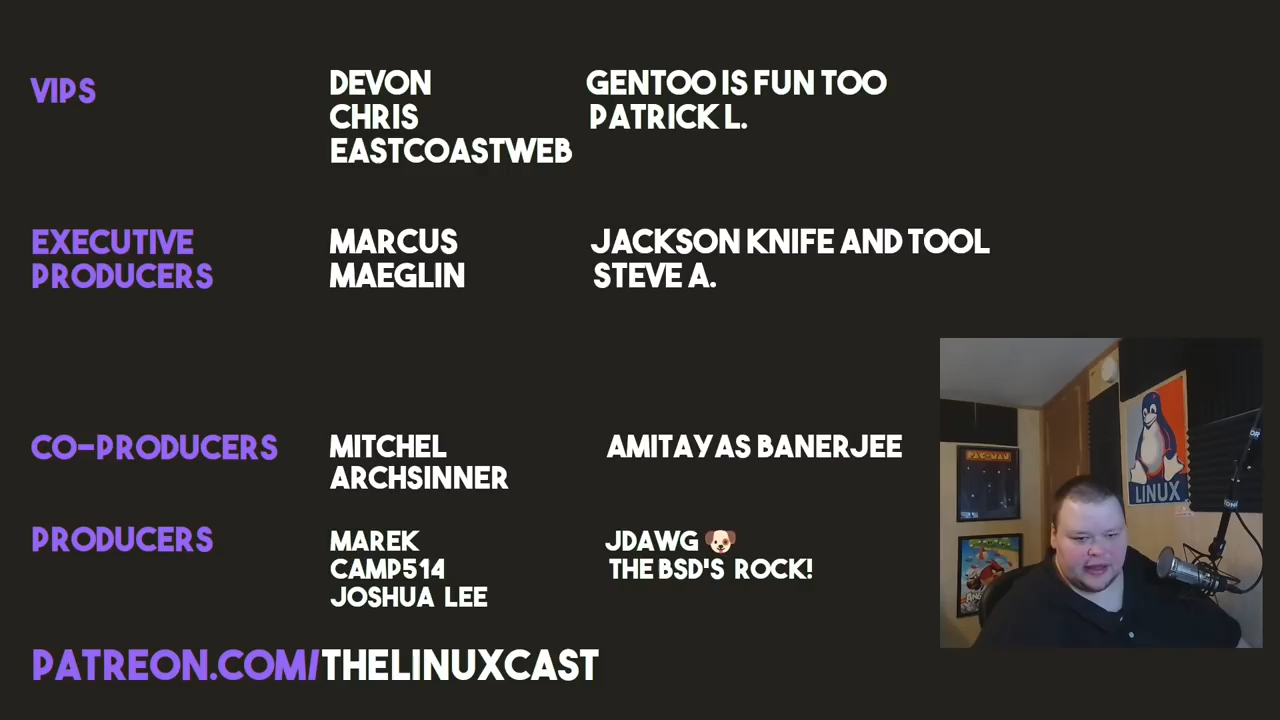 VIPS
DEVON
GENTOO IS FUN TOO
CHRIS
PATRICK L.
EASTCOASTWEB
EXECUTIVE
PRODUCERS
MARCUS
JACKSON KNIFE AND TOOL
MAEGLIN
STEVE A.
CO-PRODUCERS
MITCHEL
AMITAYAS BANERJEE
ARCHSINNER
PRODUCERS
MAREK
JDAWG 🐶
CAMP514
THE BSD'S ROCK!
JOSHUA LEE
PATREON.COM/THELINUXCAST
PAC-MAN
LINUX